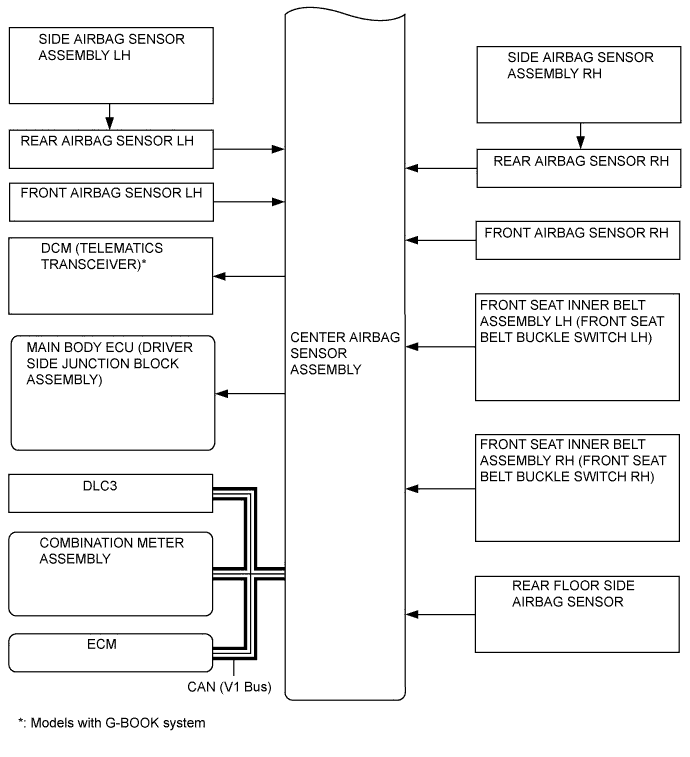 SIDE AIRBAG SENSOR
ASSEMBLY LH
REAR AIRBAG SENSOR LH
FRONT AIRBAG SENSOR LH
DCM (TELEMATICS
TRANSCEIVER)*
MAIN BODY ECU (DRIVER
SIDE JUNCTION BLOCK
ASSEMBLY)
DLC3
COMBINATION METER
ASSEMBLY
ECM
CAN (V1 Bus)
CENTER AIRBAG
SENSOR
ASSEMBLY
SIDE AIRBAG SENSOR
ASSEMBLY RH
REAR AIRBAG SENSOR RH
FRONT AIRBAG SENSOR RH
FRONT SEAT INNER BELT
ASSEMBLY LH (FRONT SEAT
BELT BUCKLE SWITCH LH)
FRONT SEAT INNER BELT
ASSEMBLY RH (FRONT SEAT
BELT BUCKLE SWITCH RH)
REAR FLOOR SIDE
AIRBAG SENSOR
*: Models with G-BOOK system